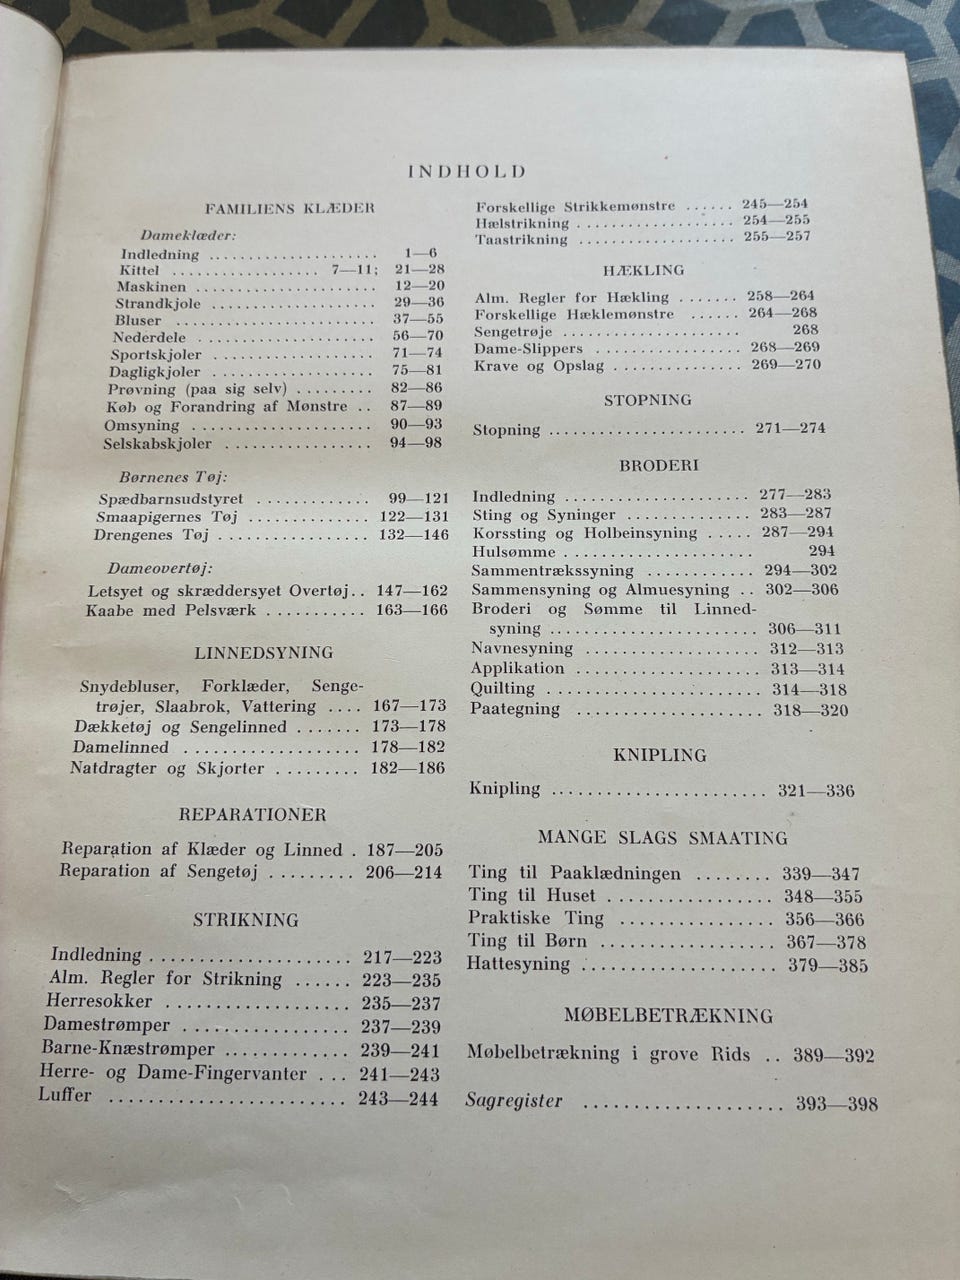 INDHOLD
FAMILIENS KLÆDER
Dameklæder:
Indledning .................... 1—6
Kittel .................. 7—11; 21—28
Maskinen ...................... 12—20
Strandkjole .................. 29—36
Bluser ........................ 37—55
Nederdele ..................... 56—70
Sportskjoler .................. 71—74
Dagligkjoler .................. 75—81
Prøvning (paa sig selv) ......... 82—86
Køb og Forandring af Mønstre .. 87—89
Omsyning ...................... 90—93
Selskabskjoler ................ 94—98
Børnenes Tøj:
Spædbarnsudstyret ............. 99—121
Smaapigernes Tøj .............. 122—131
Drengenes Tøj ................. 132—146
Dameovertøj:
Letsyet og skræddersyet Overtøj.. 147—162
Kaabe med Pelsværk ........... 163—166
LINNEDSYNING
Snydebluser, Forklæder, Senge-
trøjer, Slaabrok, Vattering .... 167—173
Dækketøj og Sengelinned ....... 173—178
Damelinned .................... 178—182
Natdragter og Skjorter ......... 182—186
REPARATIONER
Reparation af Klæder og Linned . 187—205
Reparation af Sengetøj ......... 206—214
STRIKNING
Indledning ..................... 217—223
Alm. Regler for Strikning ...... 223—235
Herresokker ................... 235—237
Damestrømper ................. 237—239
Barne-Knæstrømper ............. 239—241
Herre- og Dame-Fingervanter ... 241—243
Luffer ........................ 243—244
Forskellige Strikkemønstre ...... 245—254
Hælstrikning ................... 254—255
Taastrikning ................... 255—257
HÆKLING
Alm. Regler for Hækling ....... 258—264
Forskellige Hæklemønstre ...... 264—268
Sengetrøje ..................... 268
Dame-Slippers ................. 268—269
Krave og Opslag ............... 269—270
STOPNING
Stopning ...................... 271—274
BRODERI
Indledning ..................... 277—283
Sting og Syninger .............. 283—287
Korssting og Holbeinsyning ..... 287—294
Hulsømme ...................... 294
Sammentrækssyning ............ 294—302
Sammensyning og Almuesyning .. 302—306
Broderi og Sømme til Linned-
syning ........................ 306—311
Navnesyning ................... 312—313
Applikation .................... 313—314
Quilting ....................... 314—318
Paategning .................... 318—320
KNIPLING
Knipling ....................... 321—336
MANGE SLAGS SMAATING
Ting til Paaklædningen ........ 339—347
Ting til Huset .................. 348—355
Praktiske Ting ................ 356—366
Ting til Børn .................. 367—378
Hattesyning .................... 379—385
MØBELBETRÆKNING
Møbelbetrækning i grove Rids .. 389—392
Sagregister .................... 393—398